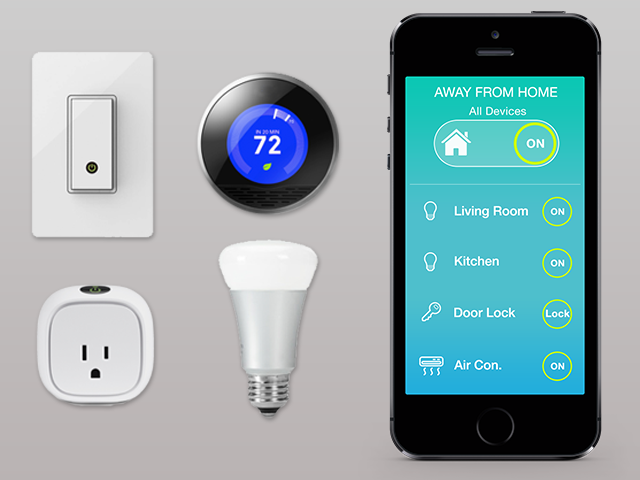 IN 20 MIN
72
AWAY FROM HOME
All Devices
ON
Living Room ON
Kitchen ON
Door Lock Lock
Air Con. ON